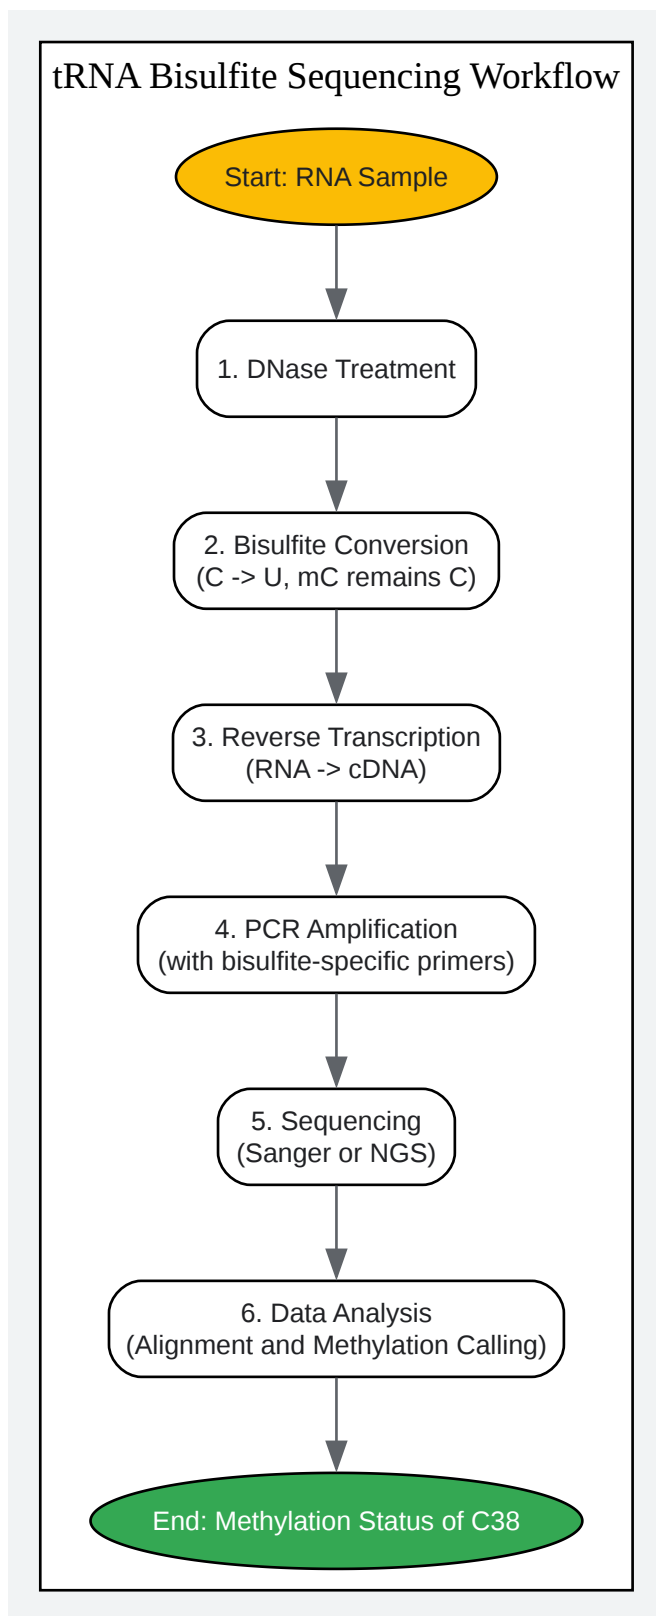 tRNA Bisulfite Sequencing Workflow
Start: RNA Sample
1. DNase Treatment
2. Bisulfite Conversion
(C -> U, mC remains C)
3. Reverse Transcription
(RNA -> cDNA)
4. PCR Amplification
(with bisulfite-specific primers)
5. Sequencing
(Sanger or NGS)
6. Data Analysis
(Alignment and Methylation Calling)
End: Methylation Status of C38